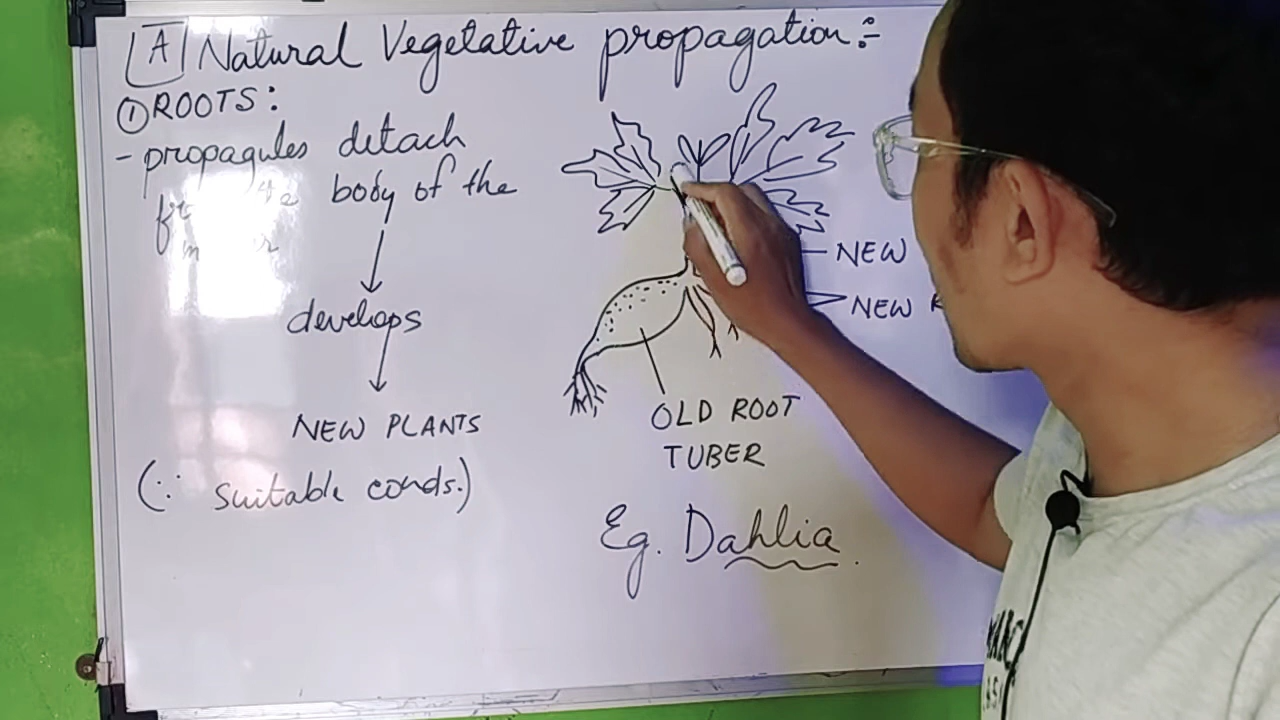 A Natural Vegetative propagation:-
① ROOTS:
- propagules detach
body of the
develops
NEW PLANTS
(∵ suitable conds.)
NEW
NEW
OLD ROOT
TUBER
Eg. Dahlia.